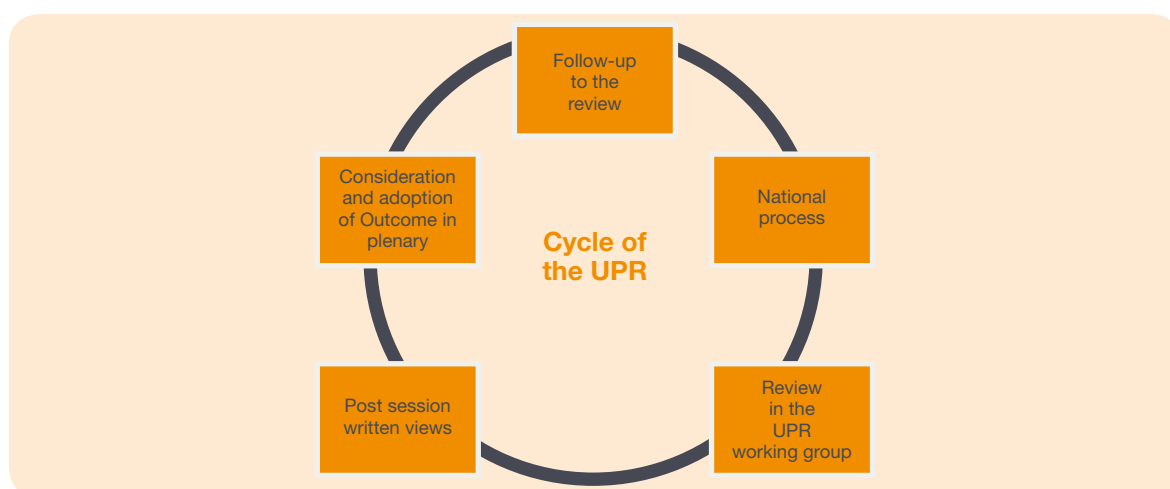 Follow-up
to the
review
Consideration
and adoption
of Outcome in
plenary
National
process
Cycle of
the UPR
Post session
written views
Review
in the
UPR
working group